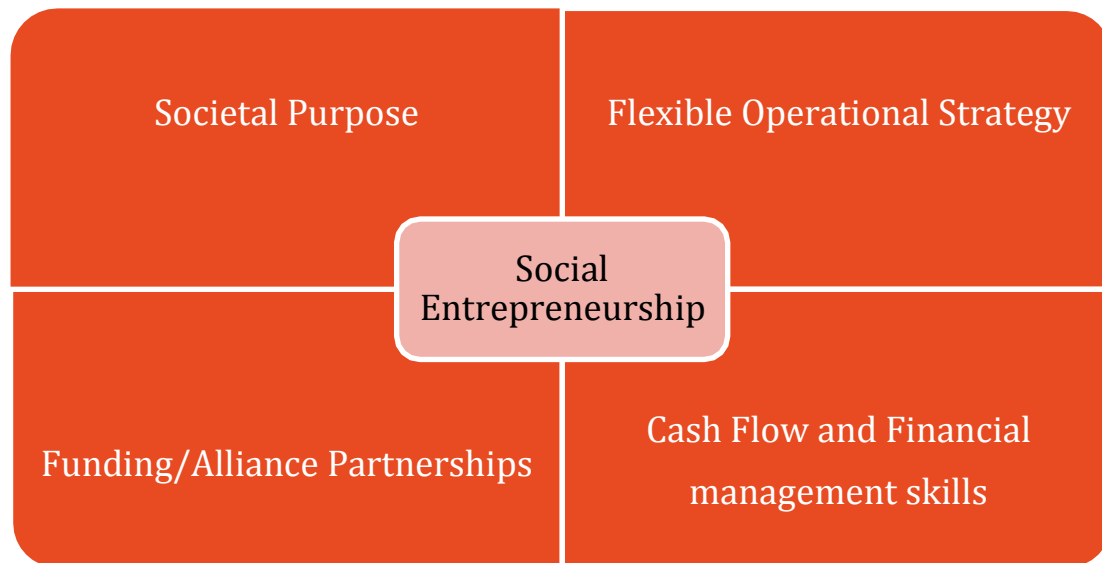 Societal Purpose
Flexible Operational Strategy
Social
Entrepreneurship
Funding/Alliance Partnerships
Cash Flow and Financial
management skills